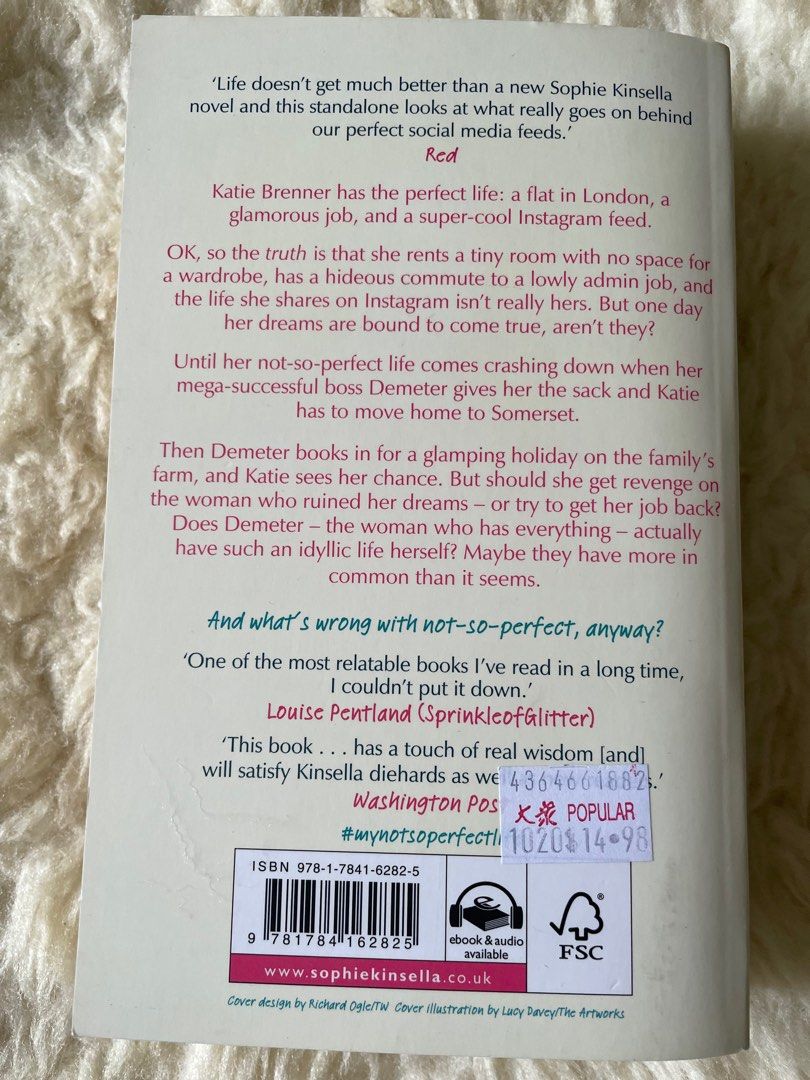 ‘Life doesn’t get much better than a new Sophie Kinsella
novel and this standalone looks at what really goes on behind
our perfect social media feeds.’
Red
Katie Brenner has the perfect life: a flat in London, a
glamorous job, and a super-cool Instagram feed.
OK, so the truth is that she rents a tiny room with no space for
a wardrobe, has a hideous commute to a lowly admin job, and
the life she shares on Instagram isn’t really hers. But one day
her dreams are bound to come true, aren’t they?
Until her not-so-perfect life comes crashing down when her
mega-successful boss Demeter gives her the sack and Katie
has to move home to Somerset.
Then Demeter books in for a glamping holiday on the family’s
farm, and Katie sees her chance. But should she get revenge on
the woman who ruined her dreams – or try to get her job back?
Does Demeter – the woman who has everything – actually
have such an idyllic life herself? Maybe they have more in
common than it seems.
And what’s wrong with not-so-perfect, anyway?
‘One of the most relatable books I’ve read in a long time,
I couldn’t put it down.’
Louise Pentland (SprinkleofGlitter)
‘This book . . . has a touch of real wisdom [and]
will satisfy Kinsella diehards as
43646661882
Washington
大众 POPULAR
1020$14.98
ISBN 978-1-7841-6282-5
9 781784 162825
e
ebook & audio
available
FSC
www.sophiekinsella.co.uk
Cover design by Richard Ogle/TW Cover illustration by Lucy Davey/The Artworks